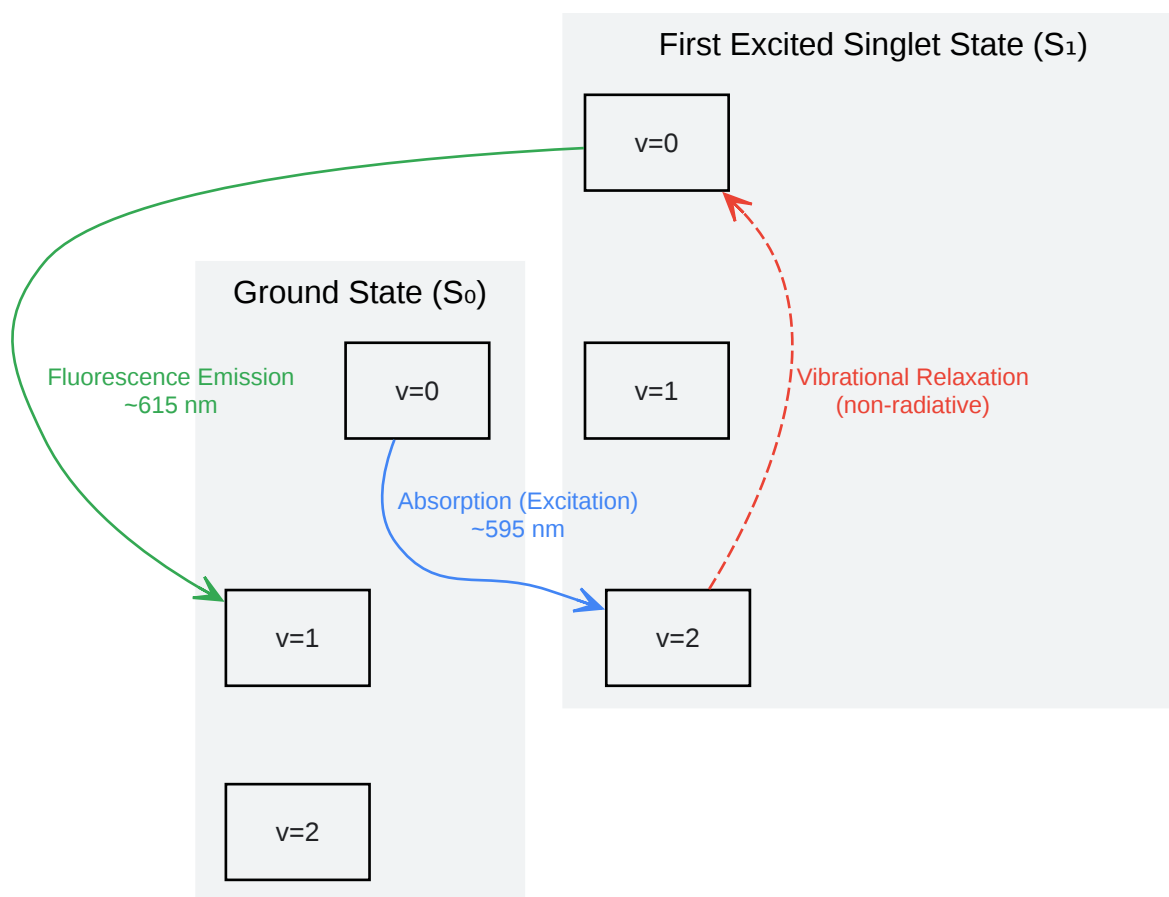 First Excited Singlet State (S₁)
v=0
Ground State (S₀)
Fluorescence Emission
~615 nm
v=0
v=1
Vibrational Relaxation
(non-radiative)
Absorption (Excitation)
~595 nm
v=1
v=2
v=2